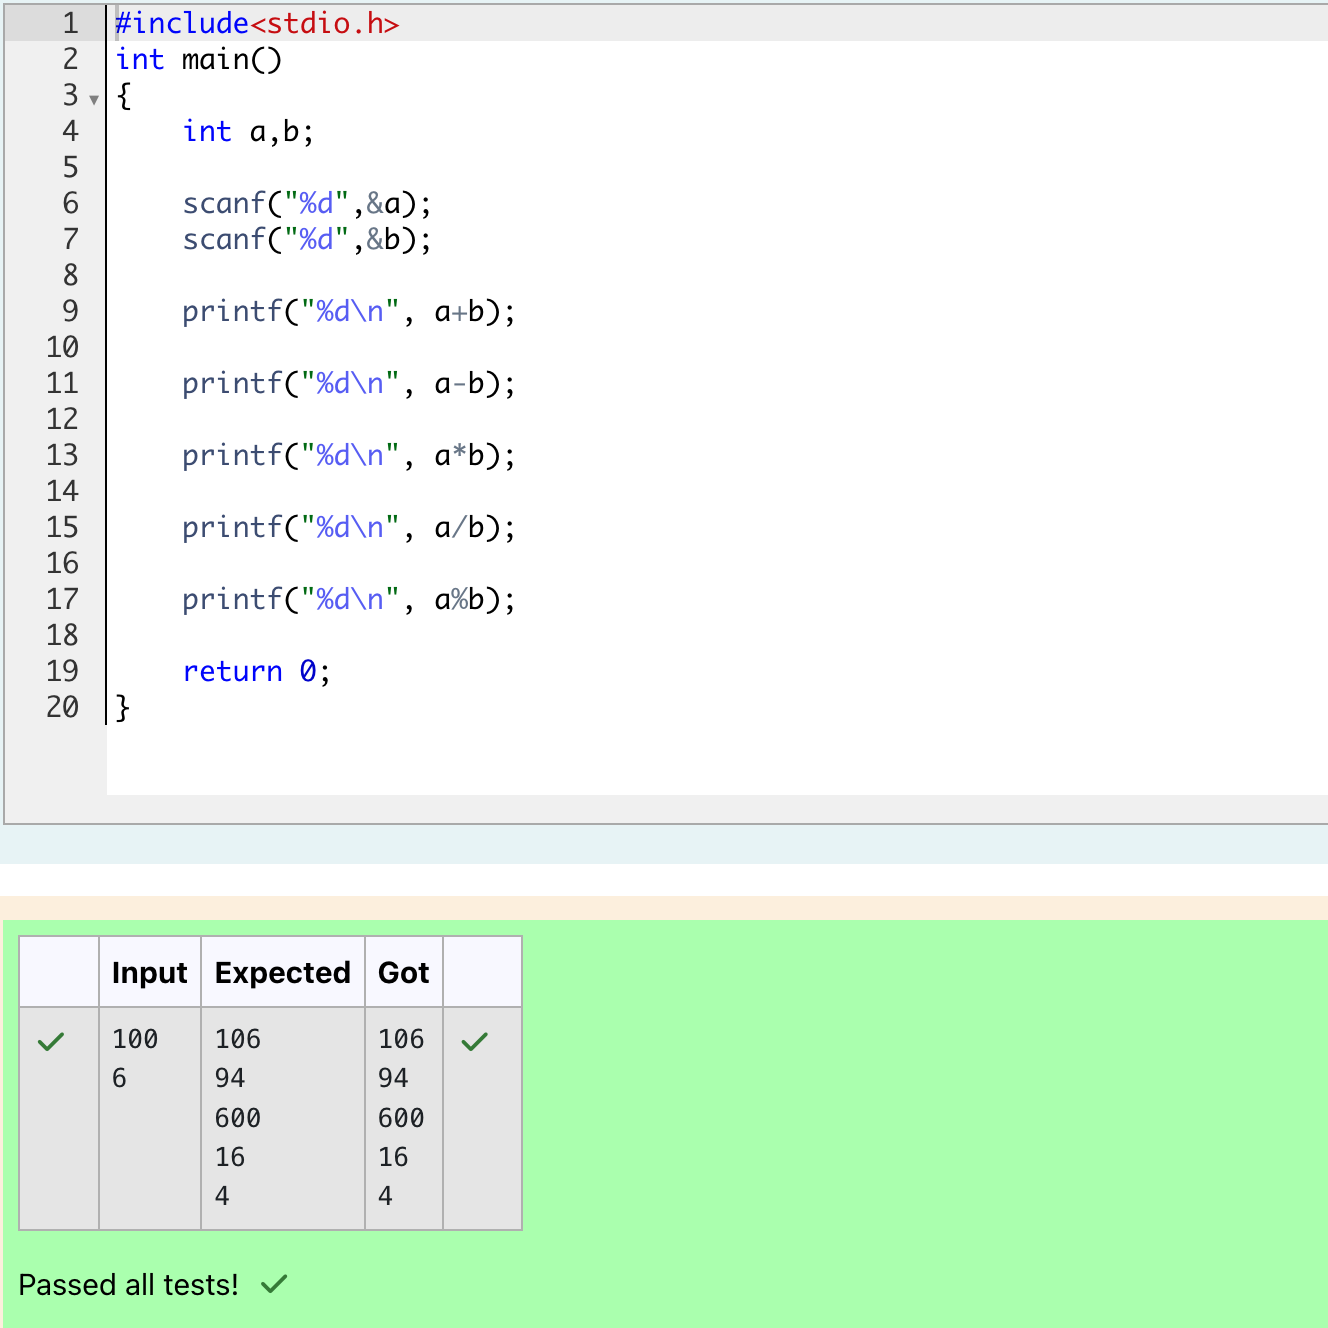 1 #include<stdio.h>
2 int main()
3 {
4     int a,b;
5
6     scanf("%d",&a);
7     scanf("%d",&b);
8
9     printf("%d\n", a+b);
10
11     printf("%d\n", a-b);
12
13     printf("%d\n", a*b);
14
15     printf("%d\n", a/b);
16
17     printf("%d\n", a%b);
18
19     return 0;
20 }
Input Expected Got
100 106 106
6 94 94
600 600
16 16
4 4
Passed all tests!